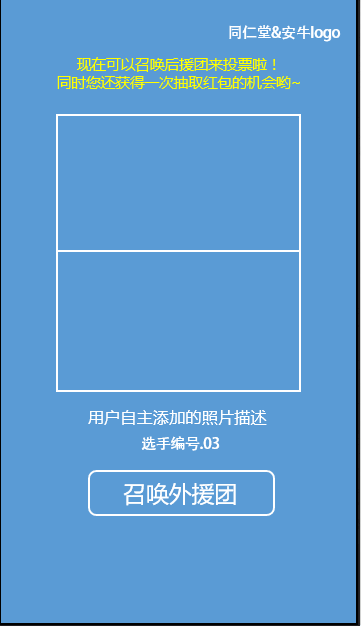 同仁堂&安牛logo
现在可以召唤后援团来投票啦！
同时您还获得一次抽取红包的机会哟~
用户自主添加的照片描述
选手编号.03
召唤外援团